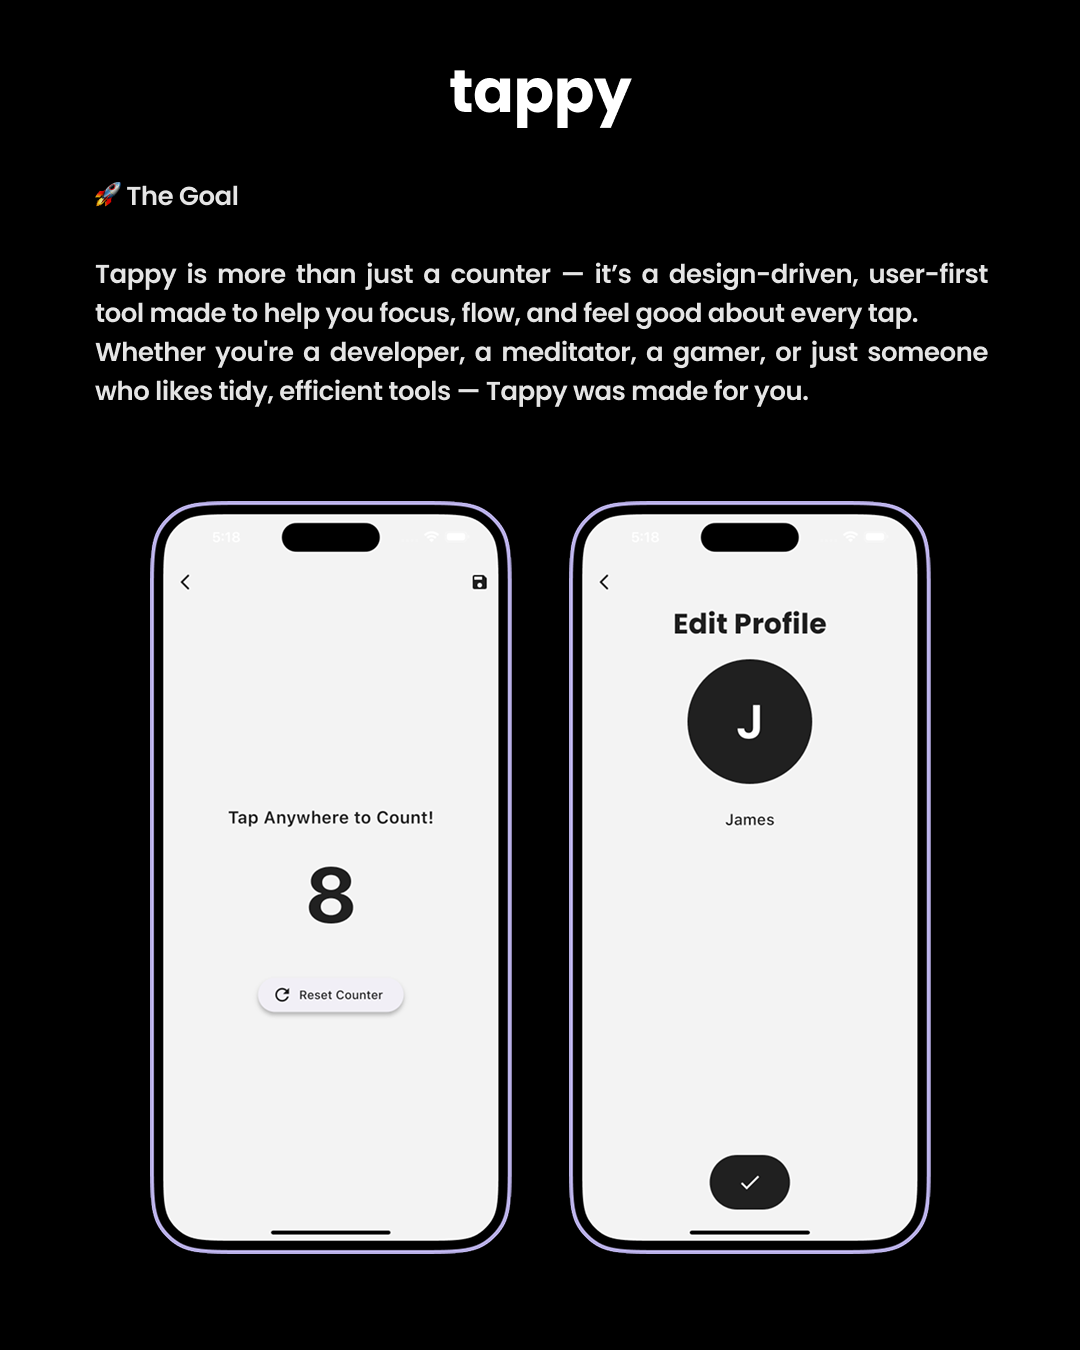 tappy
🚀 The Goal
Tappy is more than just a counter — it’s a design-driven, user-first
tool made to help you focus, flow, and feel good about every tap.
Whether you're a developer, a meditator, a gamer, or just someone
who likes tidy, efficient tools — Tappy was made for you.
5:18
Tap Anywhere to Count!
8
Reset Counter
5:18
Edit Profile
J
James